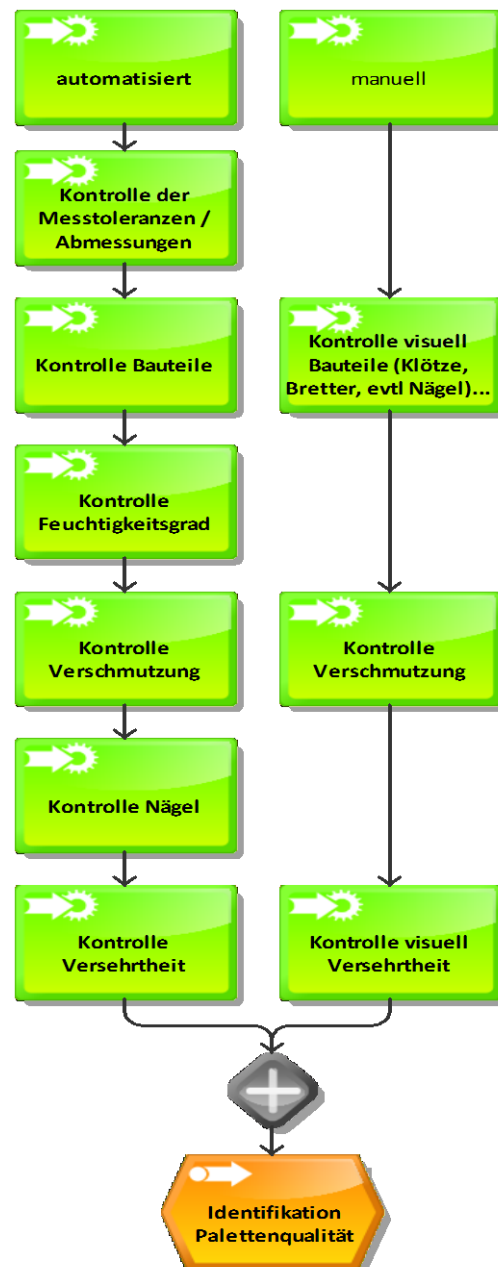 automatisiert
manuell
Kontrolle der
Messtoleranzen /
Abmessungen
Kontrolle Bauteile
Kontrolle visuell
Bauteile (Klötze,
Bretter, evtl Nägel)...
Kontrolle
Feuchtigkeitsgrad
Kontrolle
Verschmutzung
Kontrolle
Verschmutzung
Kontrolle Nägel
Kontrolle
Versehrtheit
Kontrolle visuell
Versehrtheit
Identifikation
Palettenqualität